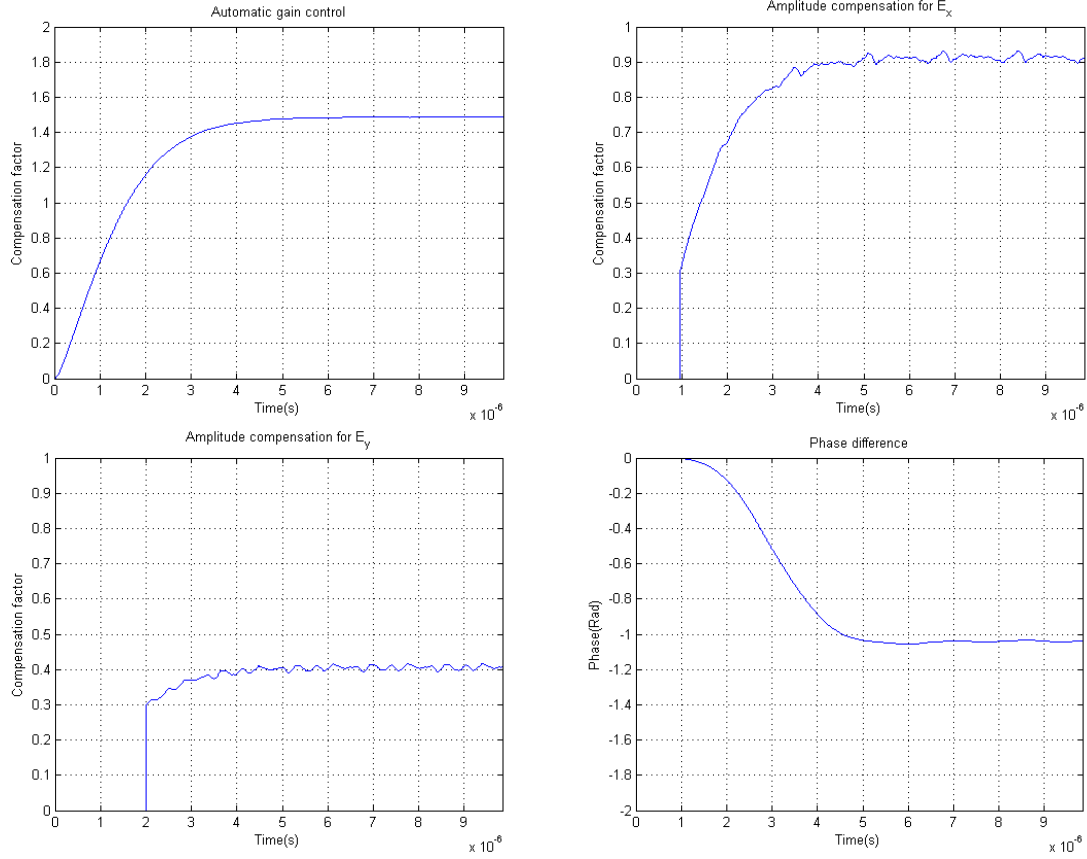 Automatic gain control
2
1.8
1.6
1.4
1.2
1
0.8
0.6
0.4
0.2
0
Compensation factor
0 1 2 3 4 5 6 7 8 9
Time(s)
x 10^-6
Amplitude compensation for E_x
1
0.9
0.8
0.7
0.6
0.5
0.4
0.3
0.2
0.1
0
Compensation factor
0 1 2 3 4 5 6 7 8 9
Time(s)
x 10^-6
Amplitude compensation for E_y
1
0.9
0.8
0.7
0.6
0.5
0.4
0.3
0.2
0.1
0
Compensation factor
0 1 2 3 4 5 6 7 8 9
Time(s)
x 10^-6
Phase difference
0
-0.2
-0.4
-0.6
-0.8
-1
-1.2
-1.4
-1.6
-1.8
-2
Phase(Rad)
0 1 2 3 4 5 6 7 8 9
Time(s)
x 10^-6